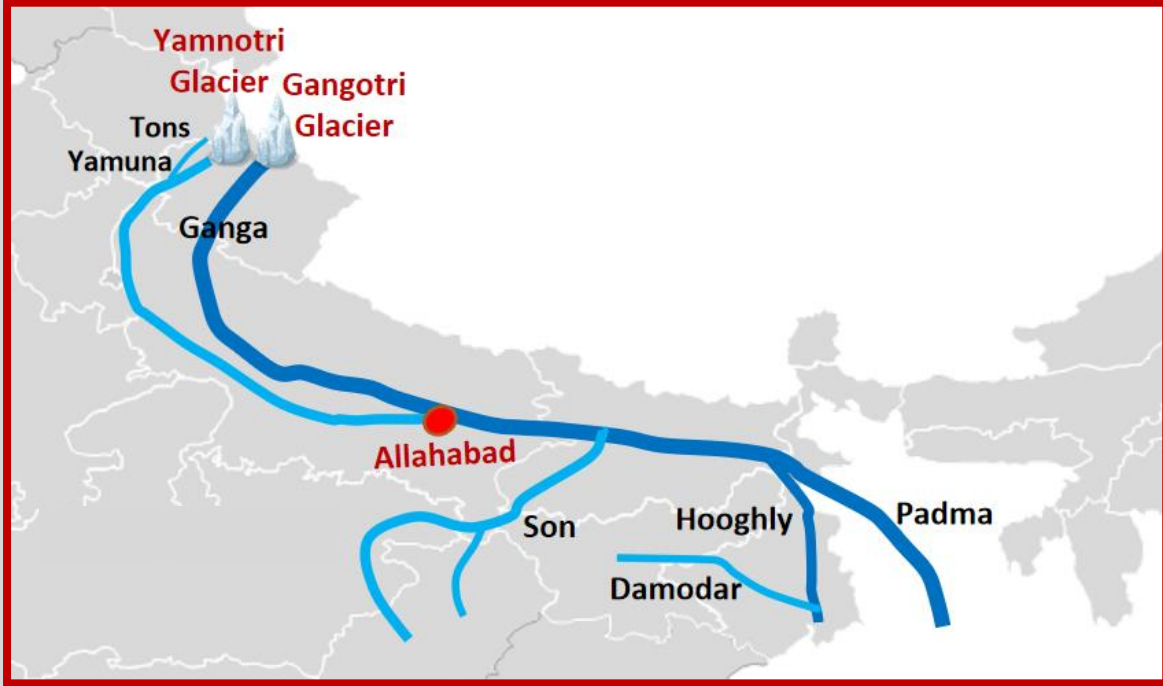 Yamnotri
Glacier
Gangotri
Glacier
Tons
Yamuna
Ganga
Allahabad
Son
Hooghly
Padma
Damodar